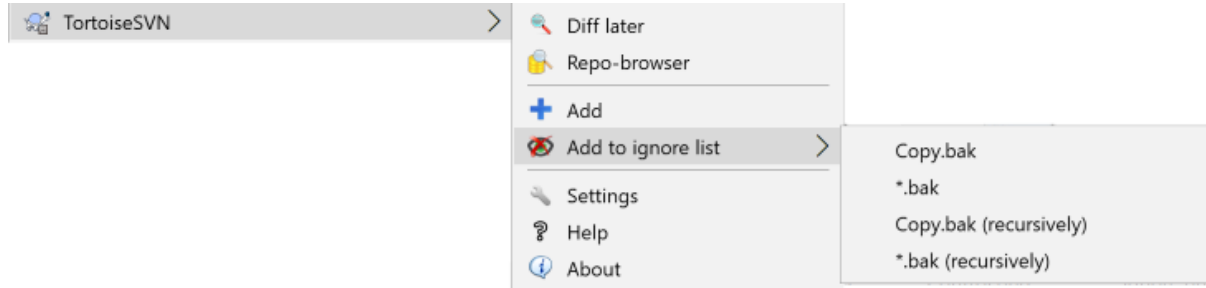 TortoiseSVN
Diff later
Repo-browser
Add
Add to ignore list
Settings
Help
About
Copy.bak
*.bak
Copy.bak (recursively)
*.bak (recursively)